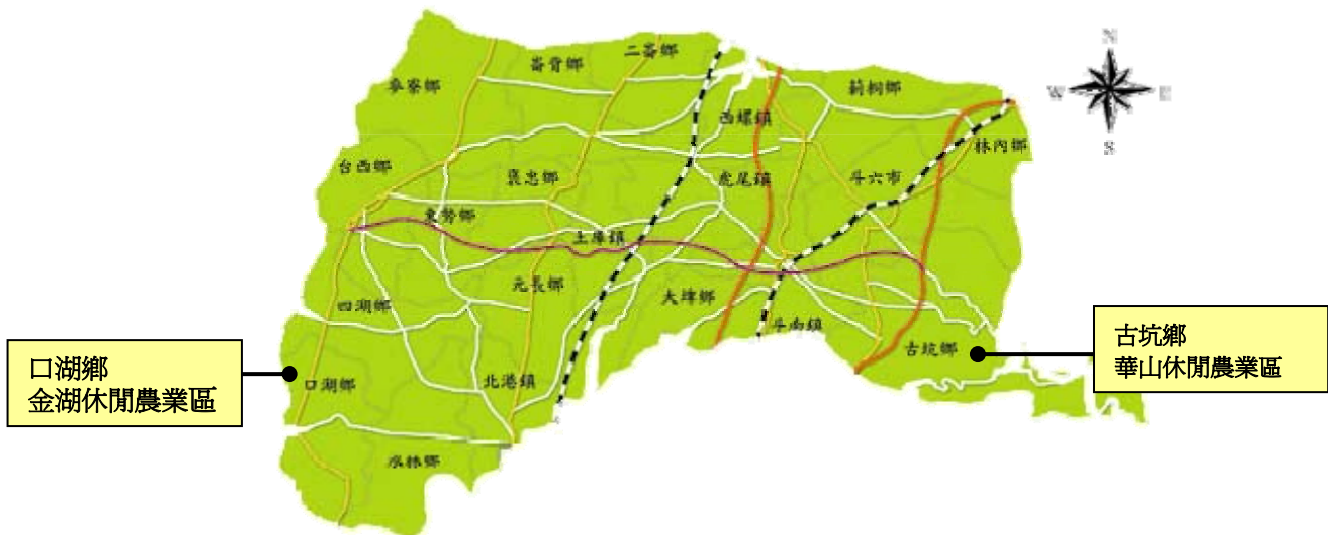 N
二崙鄉
崙背鄉
麥寮鄉
莿桐鄉
W
E
西螺鎮
林內鄉
S
台西鄉
褒忠鄉
虎尾鎮
斗六市
東勢鄉
土庫鎮
元長鄉
大埤鄉
四湖鄉
斗南鎮
古坑鄉
古坑鄉
華山休閒農業區
口湖鄉
金湖休閒農業區
口湖鄉
北港鎮
水林鄉